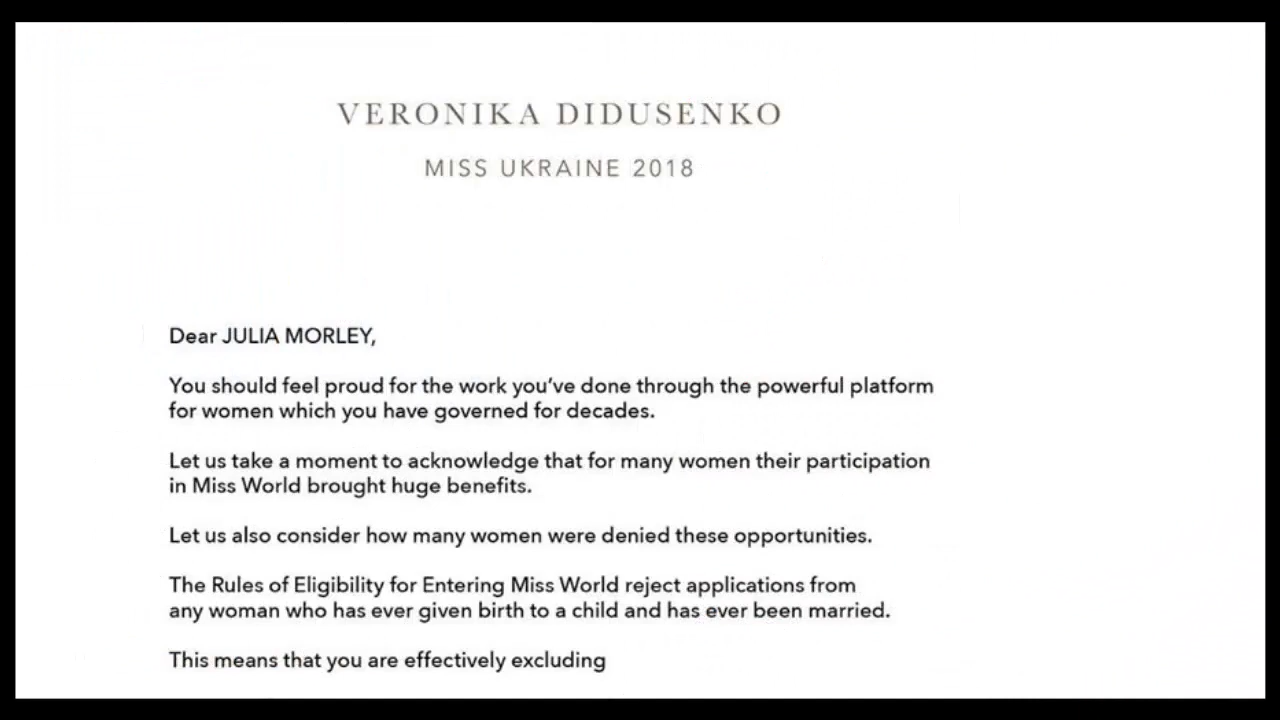 VERONIKA DIDUSENKO
MISS UKRAINE 2018
Dear JULIA MORLEY,
You should feel proud for the work you’ve done through the powerful platform
for women which you have governed for decades.
Let us take a moment to acknowledge that for many women their participation
in Miss World brought huge benefits.
Let us also consider how many women were denied these opportunities.
The Rules of Eligibility for Entering Miss World reject applications from
any woman who has ever given birth to a child and has ever been married.
This means that you are effectively excluding